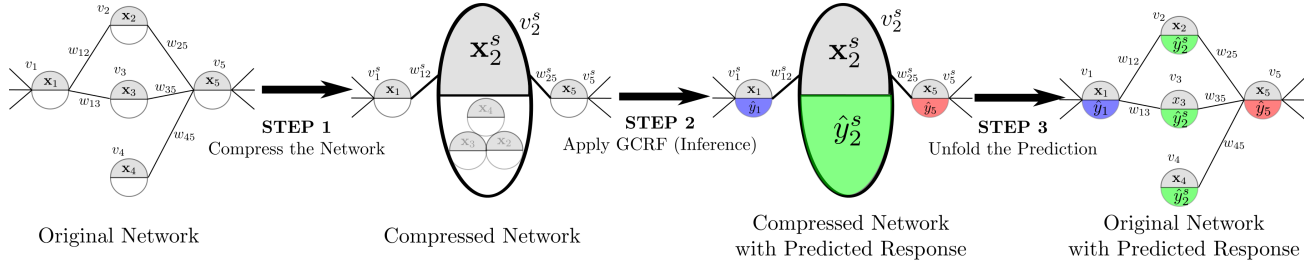 v₂
x₂
w₁₂
w₂₅
v₁
x₁
v₃
x₃
w₁₃
w₃₅
v₅
x₅
w₄₅
v₄
x₄
Original Network
STEP 1
Compress the Network
v₁ˢ
x₁
w₁₂ˢ
v₂ˢ
x₂ˢ
x₄
x₃
x₂
w₂₅ˢ
v₅ˢ
x₅
Compressed Network
STEP 2
Apply GCRF (Inference)
v₁ˢ
x₁
ŷ₁
w₁₂ˢ
v₂ˢ
x₂ˢ
ŷ₂ˢ
w₂₅ˢ
v₅ˢ
x₅
ŷ₅
Compressed Network
with Predicted Response
STEP 3
Unfold the Prediction
v₂
x₂
ŷ₂ˢ
w₁₂
w₂₅
v₁
x₁
ŷ₁
v₃
x₃
ŷ₂ˢ
w₁₃
w₃₅
v₅
x₅
ŷ₅
w₄₅
v₄
x₄
ŷ₂ˢ
Original Network
with Predicted Response